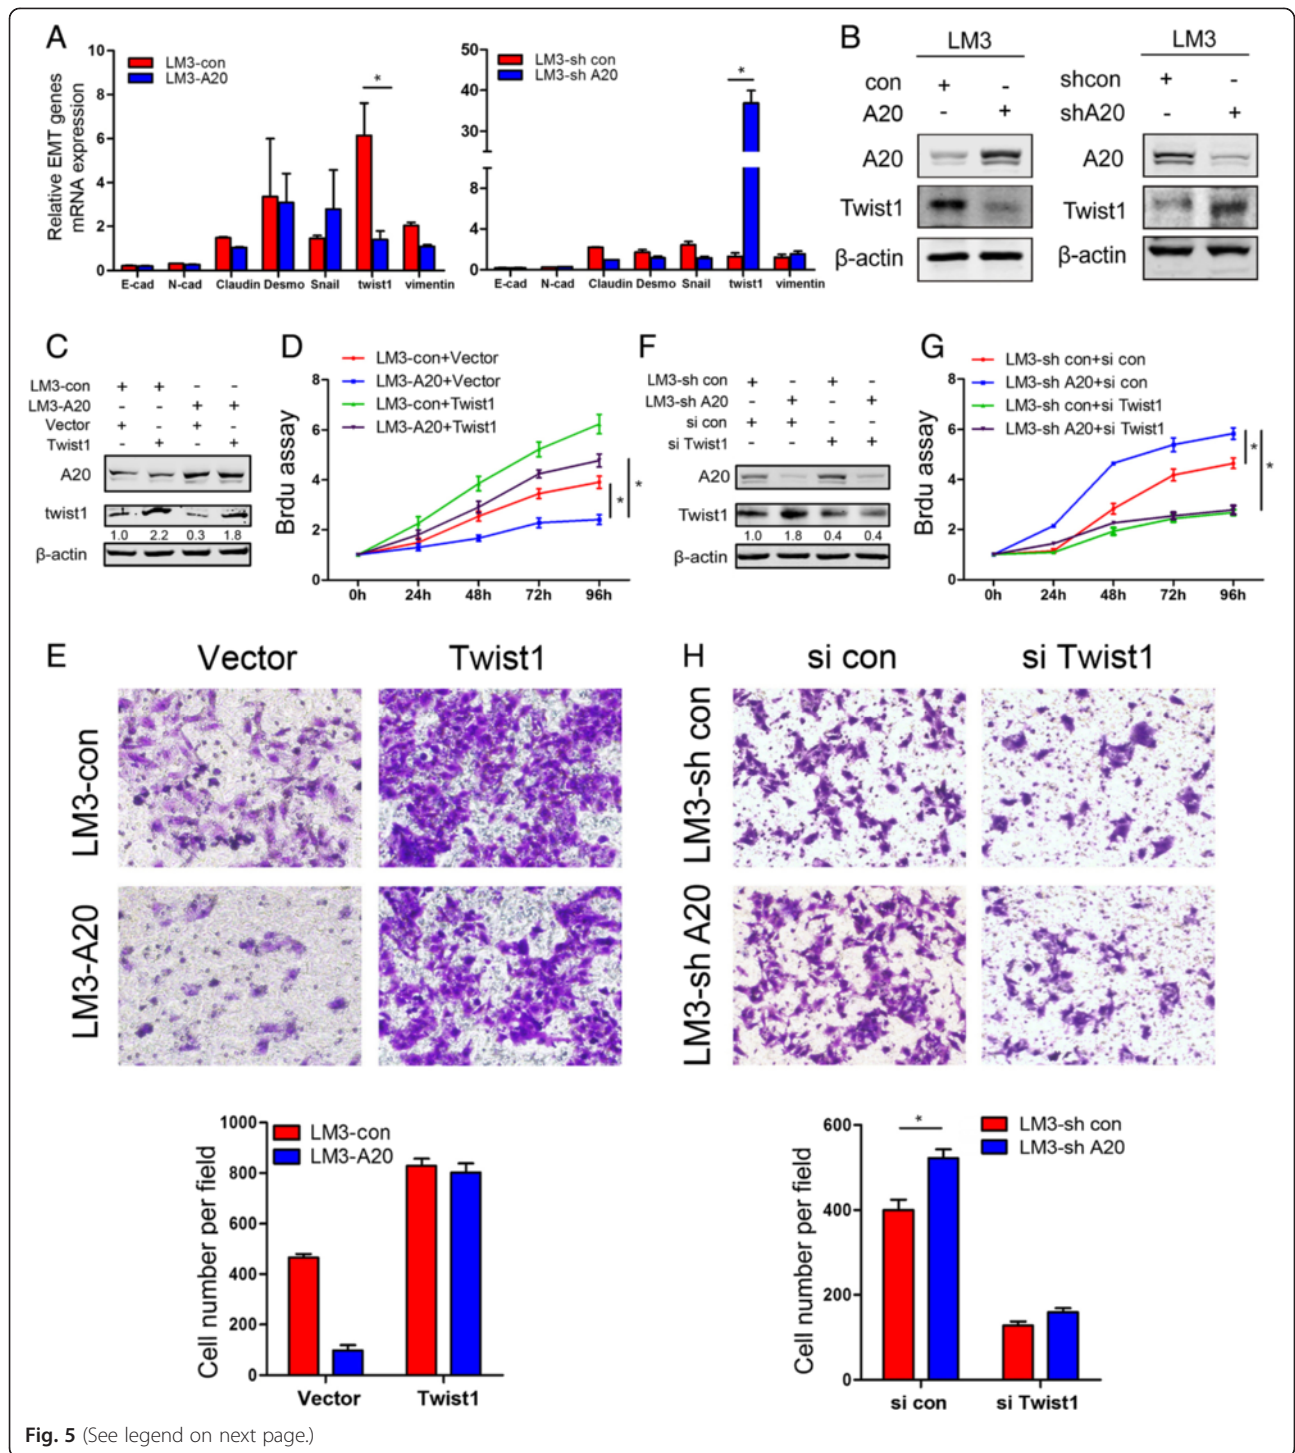 A
Relative EMT genes
mRNA expression
10
8
6
4
2
0
LM3-con
LM3-A20
*
E-cad N-cad Claudin Desmo Snail twist1 vimentin
50
40
30
8
4
0
LM3-sh con
LM3-sh A20
*
E-cad N-cad Claudin Desmo Snail twist1 vimentin
B
LM3
con + -
A20 - +
A20
Twist1
β-actin
LM3
shcon + -
shA20 - +
A20
Twist1
β-actin
C
LM3-con + + - -
LM3-A20 - - + +
Vector + - + -
Twist1 - + - +
A20
twist1
1.0 2.2 0.3 1.8
β-actin
D
LM3-con+Vector
LM3-A20+Vector
LM3-con+Twist1
LM3-A20+Twist1
Brdu assay
8
6
4
2
0
0h 24h 48h 72h 96h
* *
F
LM3-sh con + - + -
LM3-sh A20 - + - +
si con + + - -
si Twist1 - - + +
A20
Twist1
1.0 1.8 0.4 0.4
β-actin
G
LM3-sh con+si con
LM3-sh A20+si con
LM3-sh con+si Twist1
LM3-sh A20+si Twist1
Brdu assay
8
6
4
2
0
0h 24h 48h 72h 96h
* *
E
Vector Twist1
LM3-con
LM3-A20
Cell number per field
1000
800
600
400
200
0
LM3-con
LM3-A20
Vector Twist1
H
si con si Twist1
LM3-sh con
LM3-sh A20
Cell number per field
600
400
200
0
*
LM3-sh con
LM3-sh A20
si con si Twist1
Fig. 5 (See legend on next page.)